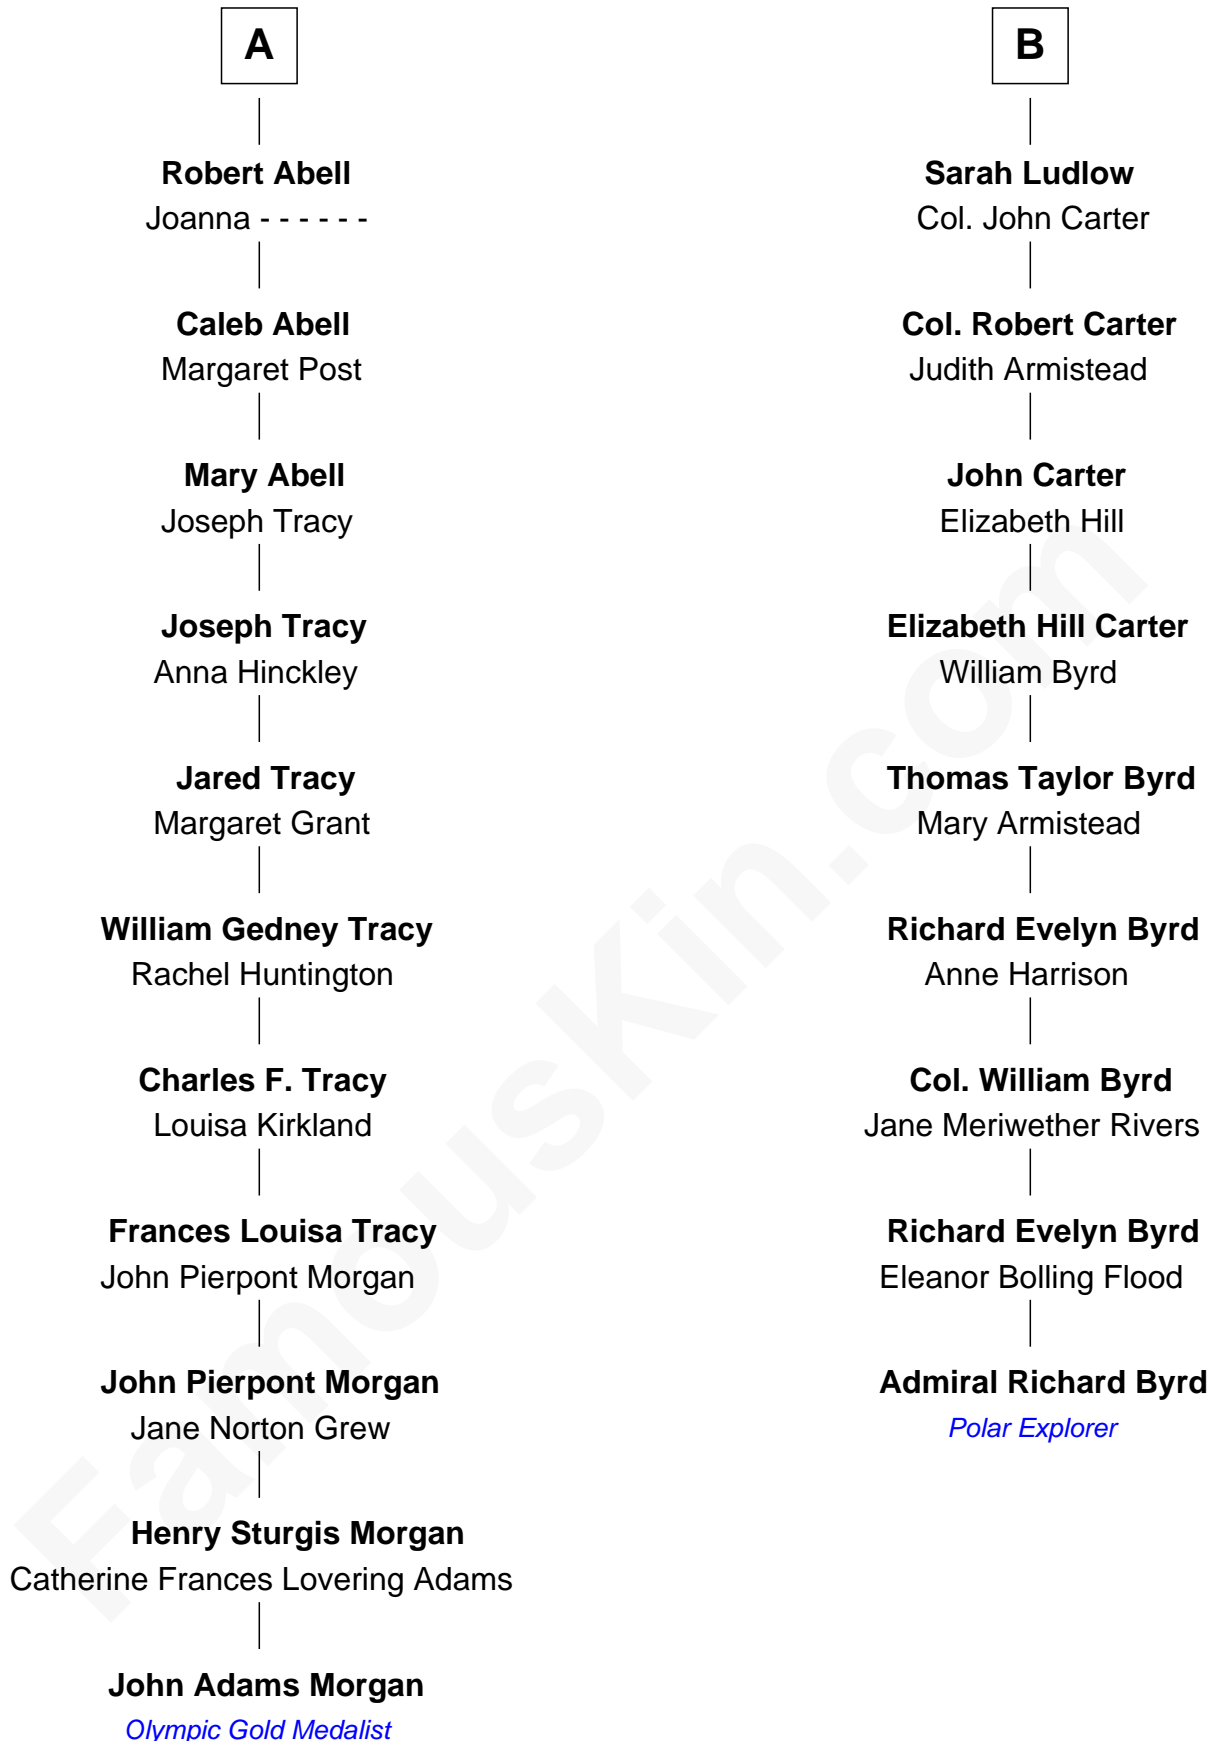 A
Robert Abell
Joanna - - - - - -
Caleb Abell
Margaret Post
Mary Abell
Joseph Tracy
Joseph Tracy
Anna Hinckley
Jared Tracy
Margaret Grant
William Gedney Tracy
Rachel Huntington
Charles F. Tracy
Louisa Kirkland
Frances Louisa Tracy
John Pierpont Morgan
John Pierpont Morgan
Jane Norton Grew
Henry Sturgis Morgan
Catherine Frances Lovering Adams
John Adams Morgan
Olympic Gold Medalist
B
Sarah Ludlow
Col. John Carter
Col. Robert Carter
Judith Armistead
John Carter
Elizabeth Hill
Elizabeth Hill Carter
William Byrd
Thomas Taylor Byrd
Mary Armistead
Richard Evelyn Byrd
Anne Harrison
Col. William Byrd
Jane Meriwether Rivers
Richard Evelyn Byrd
Eleanor Bolling Flood
Admiral Richard Byrd
Polar Explorer
FamousKin.com